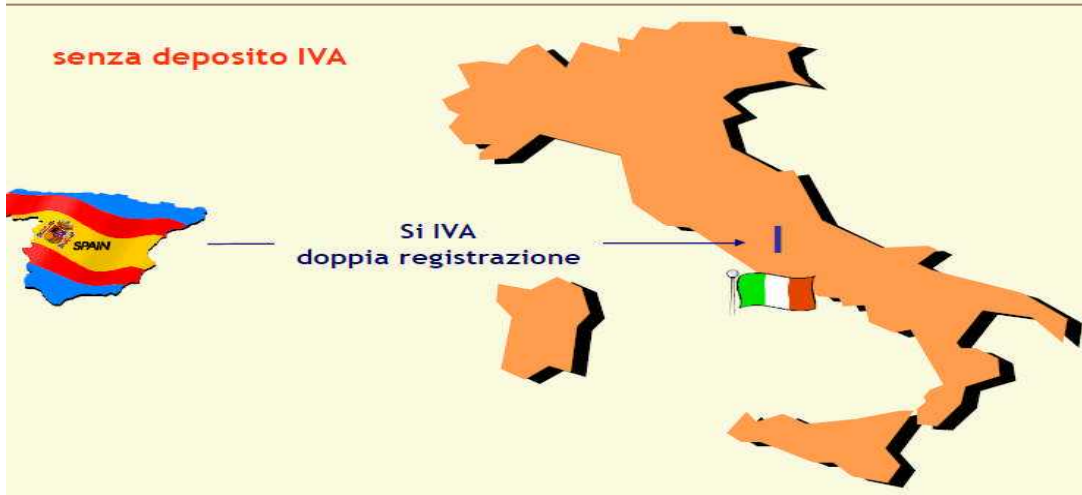 senza deposito IVA
SPAIN
Si IVA
doppia registrazione
I